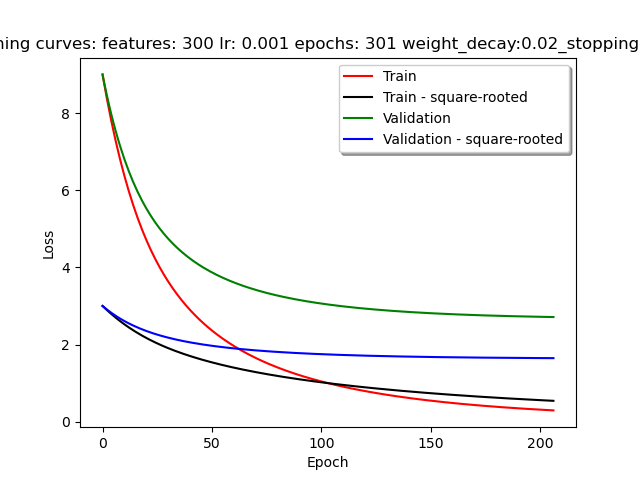 ning curves: features: 300 lr: 0.001 epochs: 301 weight_decay:0.02_stopping
Train
Train - square-rooted
Validation
Validation - square-rooted
8
6
4
2
0
Loss
0 50 100 150 200
Epoch